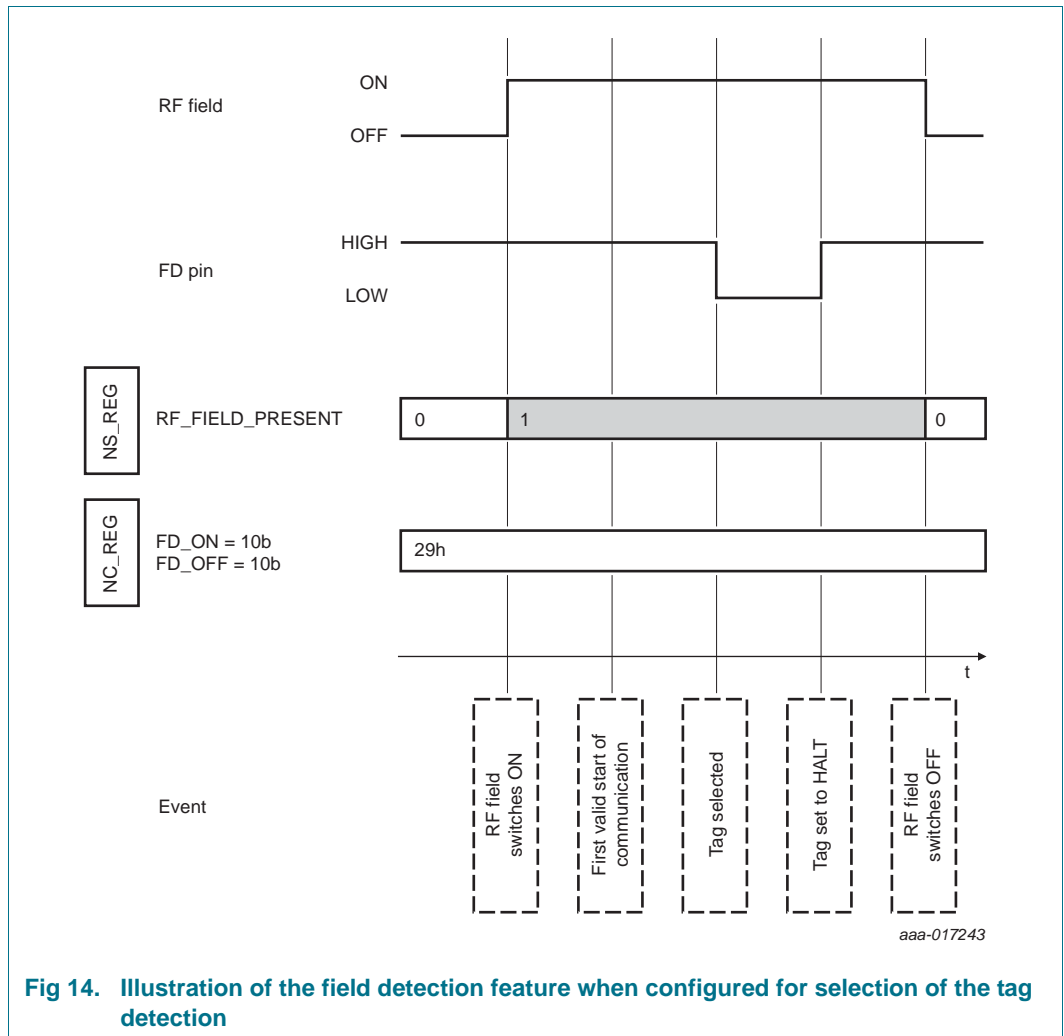 ON
RF field
OFF
HIGH
FD pin
LOW
NS_REG
RF_FIELD_PRESENT
0
1
0
NC_REG
FD_ON = 10b
FD_OFF = 10b
29h
t
Event
RF field
switches ON
First valid start of
communication
Tag selected
Tag set to HALT
RF field
switches OFF
aaa-017243
Fig 14. Illustration of the field detection feature when configured for selection of the tag
detection